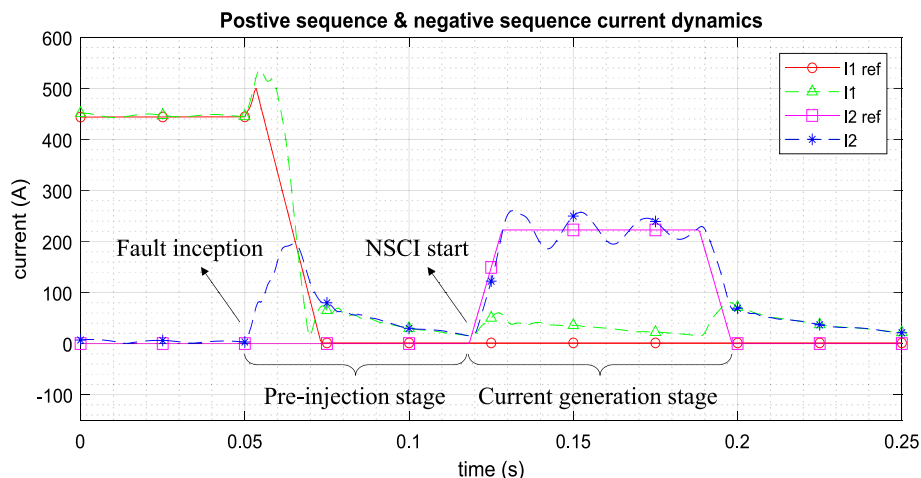 Postive sequence & negative sequence current dynamics
600
500
400
300
200
100
0
-100
current (A)
I1 ref
I1
I2 ref
I2
Fault inception
NSCI start
Pre-injection stage
Current generation stage
0
0.05
0.1
0.15
0.2
0.25
time (s)